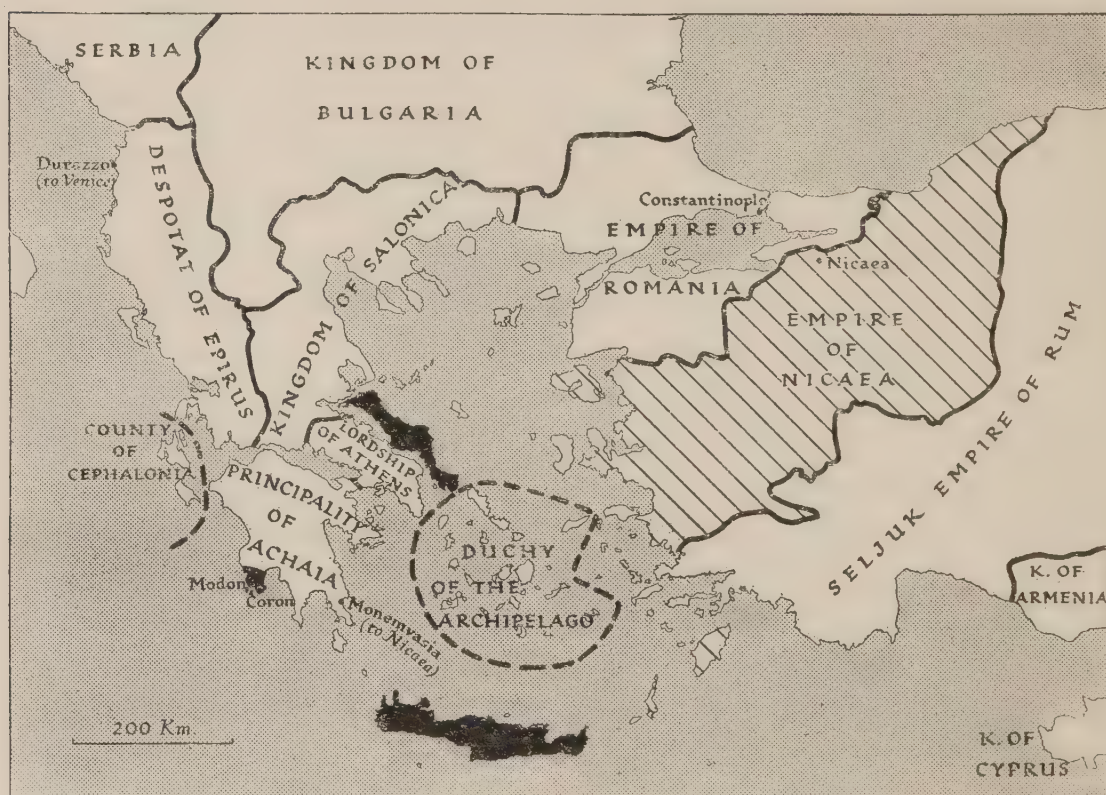 SERBIA
KINGDOM OF
BULGARIA
Durazzo
(to Venice)
DESPOTAT OF EPIRUS
KINGDOM OF SALONICA
Constantinople
EMPIRE OF
ROMANIA
Nicaea
EMPIRE
OF
NICAEA
SELJUK EMPIRE OF RUM
COUNTY
OF
CEPHALONIA
LORDSHIP
OF ATHENS
PRINCIPALITY
OF
ACHAIA
Modon
Coron
Monemvasia
(to Nicaea)
DUCHY
OF THE
ARCHIPELAGO
K. OF
ARMENIA
200 Km.
K. OF
CYPRUS